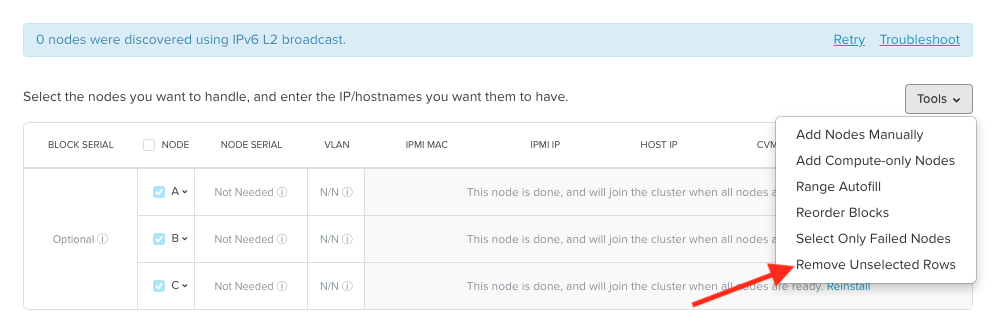 0 nodes were discovered using IPv6 L2 broadcast. Retry Troubleshoot
Select the nodes you want to handle, and enter the IP/hostnames you want them to have.
Tools
Add Nodes Manually
Add Compute-only Nodes
Range Autofill
Reorder Blocks
Select Only Failed Nodes
Remove Unselected Rows
BLOCK SERIAL NODE NODE SERIAL VLAN IPMI MAC IPMI IP HOST IP CVM
Optional
A Not Needed N/N This node is done, and will join the cluster when all nodes
B Not Needed N/N This node is done, and will join the cluster when all nodes
C Not Needed N/N This node is done, and will join the cluster when all nodes are ready. Reinstall